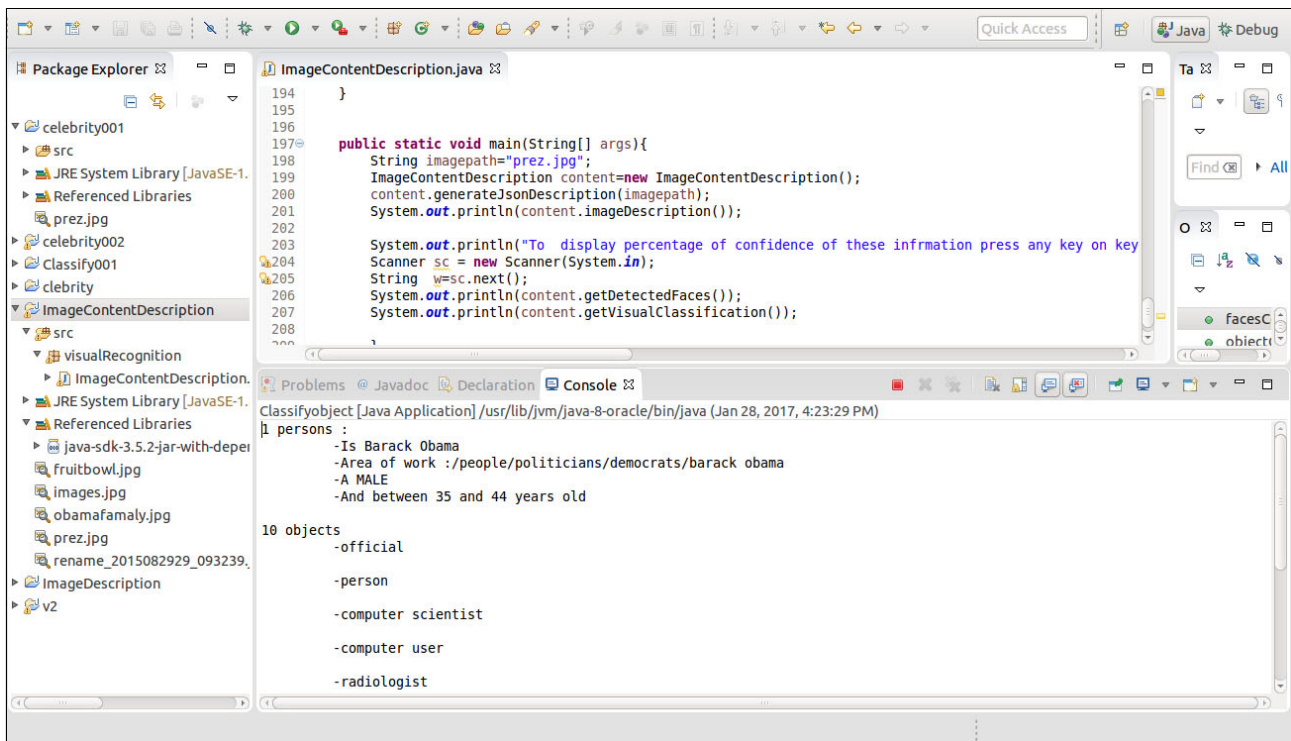 Quick Access
Java
Debug
Package Explorer
celebrity001
src
JRE System Library [JavaSE-1.
Referenced Libraries
prez.jpg
celebrity002
Classify001
clebrity
ImageContentDescription
src
visualRecognition
ImageContentDescription.
JRE System Library [JavaSE-1.
Referenced Libraries
java-sdk-3.5.2-jar-with-deper
fruitbowl.jpg
images.jpg
obamafamaly.jpg
prez.jpg
rename_2015082929_093239.
ImageDescription
v2
ImageContentDescription.java
194 }
195
196
197 public static void main(String[] args){
198 String imagepath="prez.jpg";
199 ImageContentDescription content=new ImageContentDescription();
200 content.generateJsonDescription(imagepath);
201 System.out.println(content.imageDescription());
202
203 System.out.println("To  display percentage of confidence of these infrmation press any key on key
204 Scanner sc = new Scanner(System.in);
205 String  w=sc.next();
206 System.out.println(content.getDetectedFaces());
207 System.out.println(content.getVisualClassification());
208
209 }
Ta
Find
All
O
facesC
object(
Problems @ Javadoc Declaration Console
Classifyobject [Java Application] /usr/lib/jvm/java-8-oracle/bin/java (Jan 28, 2017, 4:23:29 PM)
1 persons :
-Is Barack Obama
-Area of work :/people/politicians/democrats/barack obama
-A MALE
-And between 35 and 44 years old
10 objects
-official
-person
-computer scientist
-computer user
-radiologist